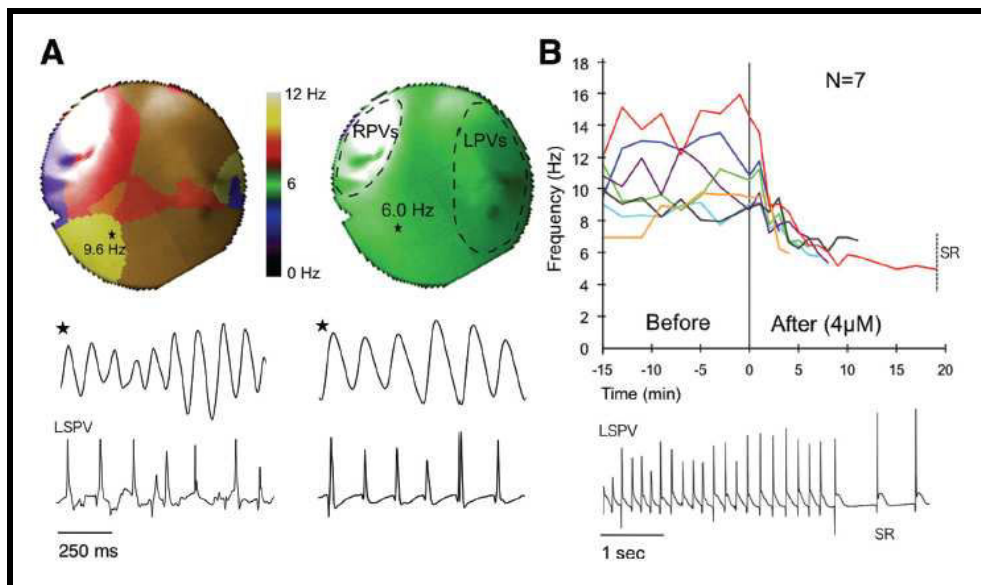 A
12 Hz
6
0 Hz
9.6 Hz
RPVs
LPVs
6.0 Hz
LSPV
250 ms
B
N=7
18
16
14
12
10
8
6
4
2
0
Frequency (Hz)
Before
After (4µM)
SR
-15
-10
-5
0
5
10
15
20
Time (min)
LSPV
SR
1 sec